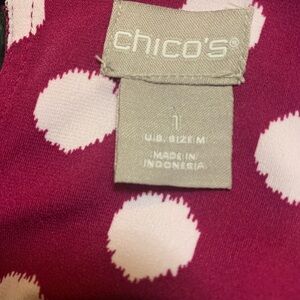 chico's®
1
U.S. SIZE M
MADE IN
INDONESIA